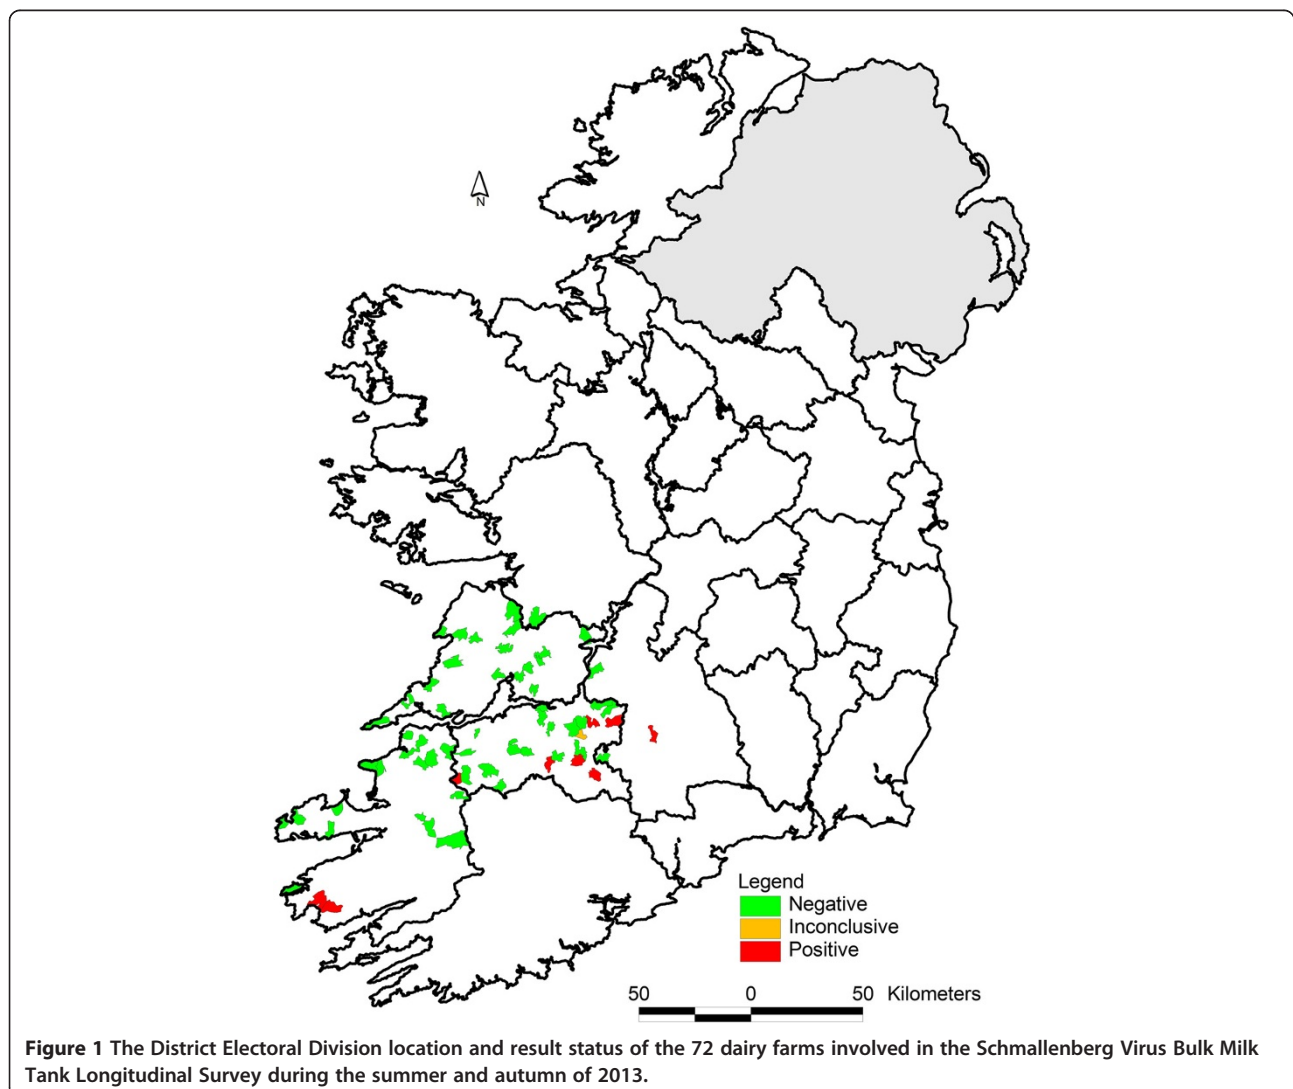 N
Legend
Negative
Inconclusive
Positive
50 0 50 Kilometers
Figure 1 The District Electoral Division location and result status of the 72 dairy farms involved in the Schmallenberg Virus Bulk Milk
Tank Longitudinal Survey during the summer and autumn of 2013.